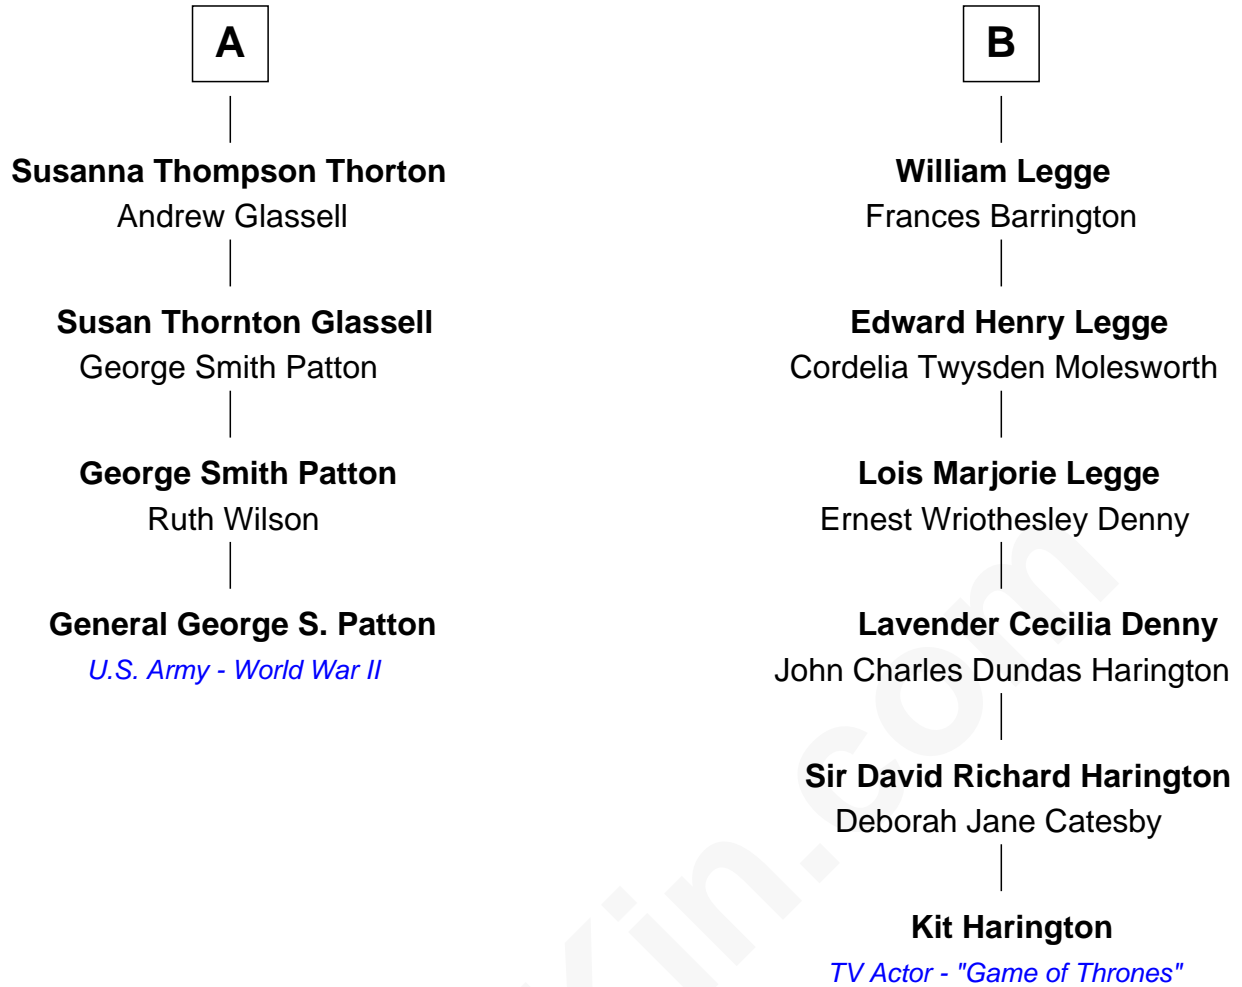 A
Susanna Thompson Thorton
Andrew Glassell
Susan Thornton Glassell
George Smith Patton
George Smith Patton
Ruth Wilson
General George S. Patton
U.S. Army - World War II
B
William Legge
Frances Barrington
Edward Henry Legge
Cordelia Twysden Molesworth
Lois Marjorie Legge
Ernest Wriothesley Denny
Lavender Cecilia Denny
John Charles Dundas Harington
Sir David Richard Harington
Deborah Jane Catesby
Kit Harington
TV Actor - "Game of Thrones"
Kin.com